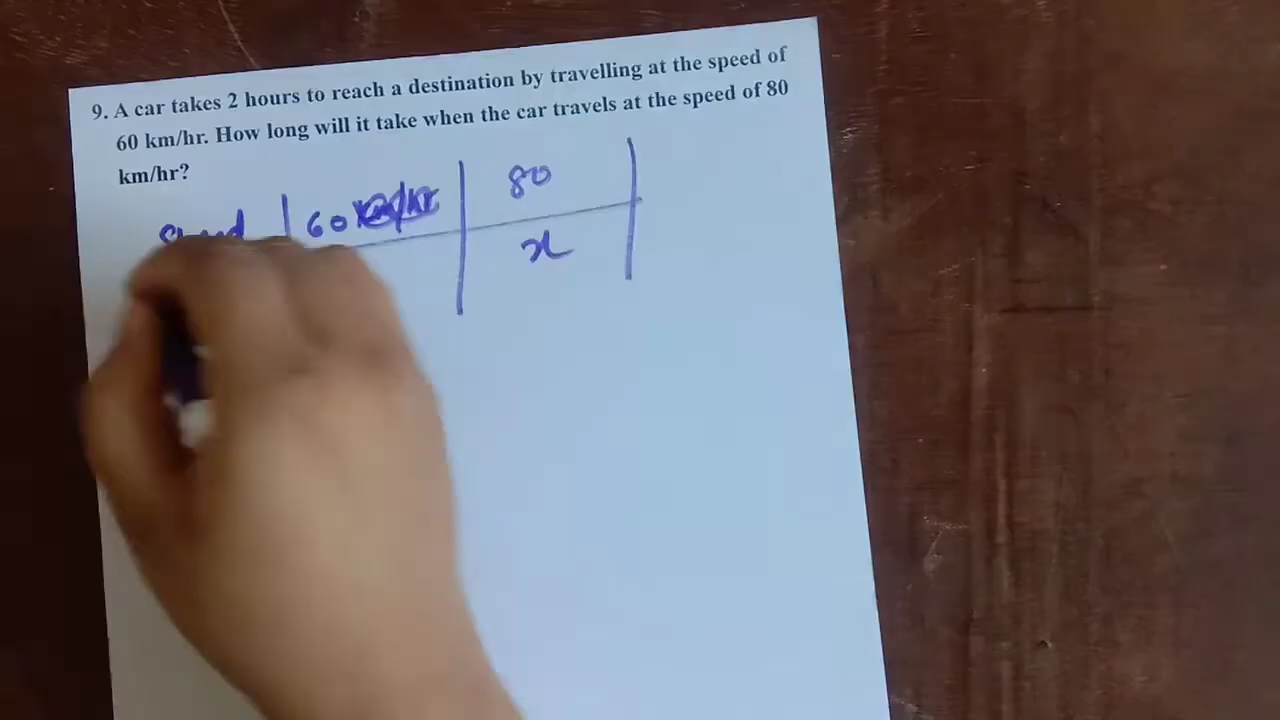 9. A car takes 2 hours to reach a destination by travelling at the speed of
60 km/hr. How long will it take when the car travels at the speed of 80
km/hr?
60 80
x